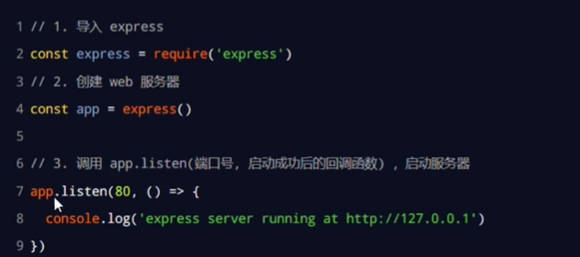 1 // 1. 导入 express
2 const express = require('express')
3 // 2. 创建 web 服务器
4 const app = express()
5
6 // 3. 调用 app.listen(端口号, 启动成功后的回调函数) , 启动服务器
7 app.listen(80, () => {
8   console.log('express server running at http://127.0.0.1')
9 })